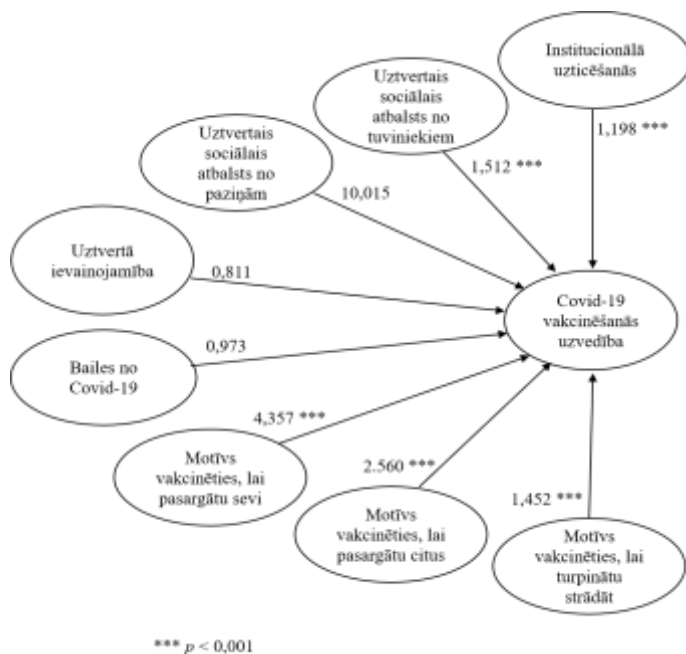 Institucionālā
uzticēšanās
1,198 ***
Uztvertais
sociālais
atbalsts no
tuviniekiem
1,512 ***
Uztvertais
sociālais
atbalsts no
paziņām
10,015
Uztvertā
ievainojamība
0,811
Covid-19
vakcinēšanās
uzvedība
Bailes no
Covid-19
0,973
4,357 ***
Motīvs
vakcinēties, lai
pasargātu sevi
2.560 ***
Motīvs
vakcinēties, lai
pasargātu citus
1,452 ***
Motīvs
vakcinēties, lai
turpinātu
strādāt
*** p < 0,001